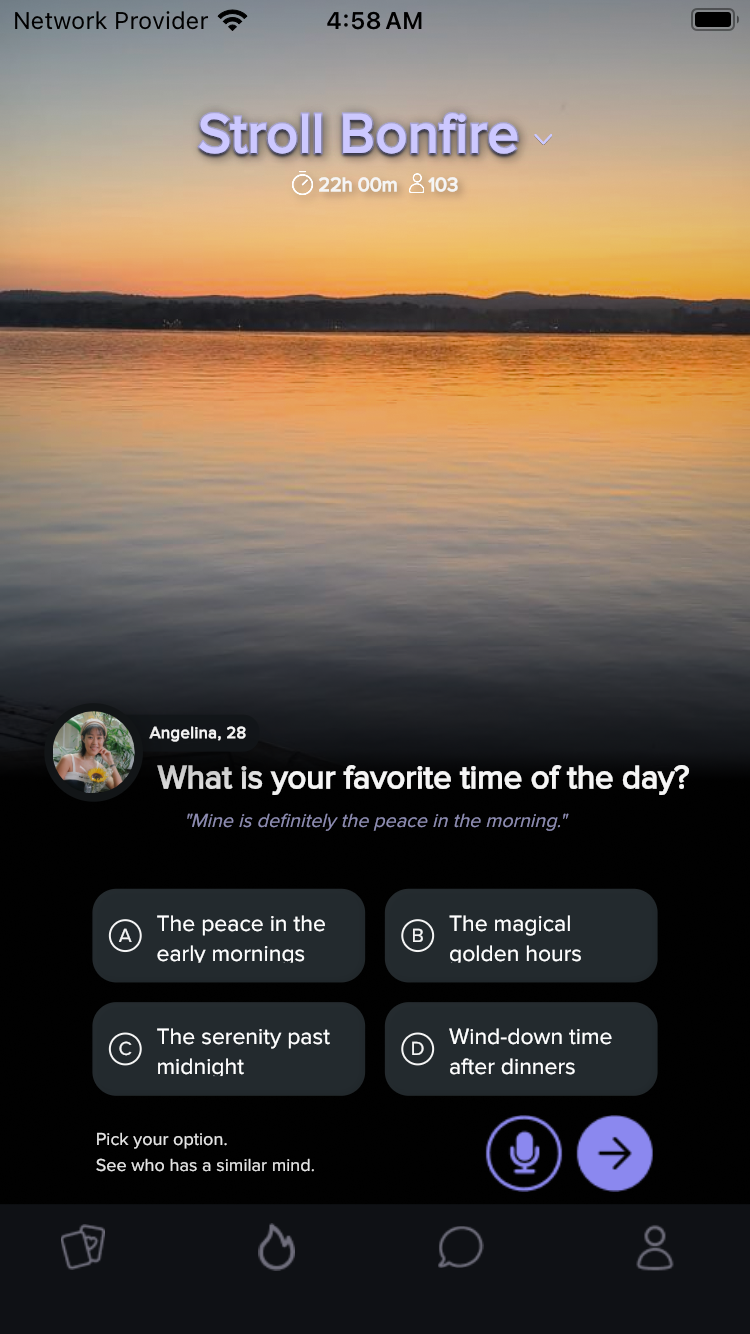 Network Provider 4:58 AM
Stroll Bonfire
22h 00m 103
Angelina, 28
What is your favorite time of the day?
"Mine is definitely the peace in the morning."
A The peace in the
early mornings
B The magical
golden hours
C The serenity past
midnight
D Wind-down time
after dinners
Pick your option.
See who has a similar mind.